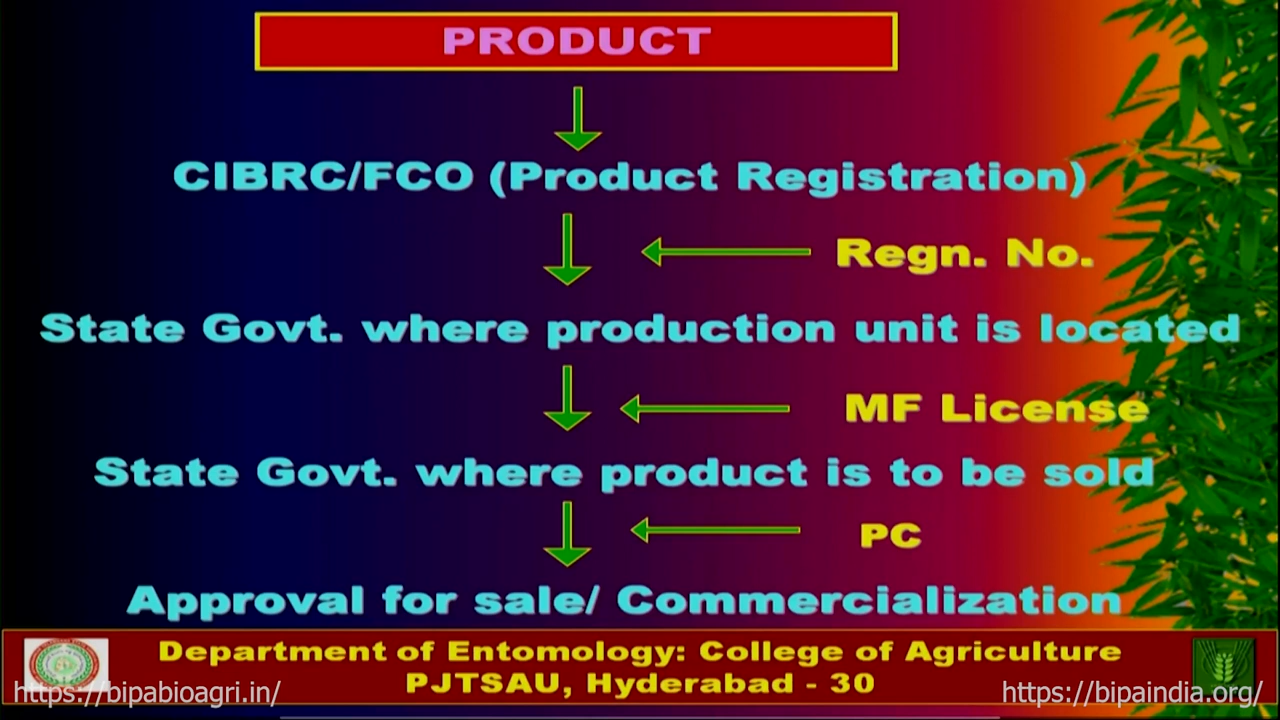 PRODUCT
CIBRC/FCO (Product Registration)
Regn. No.
State Govt. where production unit is located
MF License
State Govt. where product is to be sold
PC
Approval for sale/ Commercialization
Department of Entomology: College of Agriculture
PJTSAU, Hyderabad - 30
https://bipabioagri.in/
https://bipaindia.org/